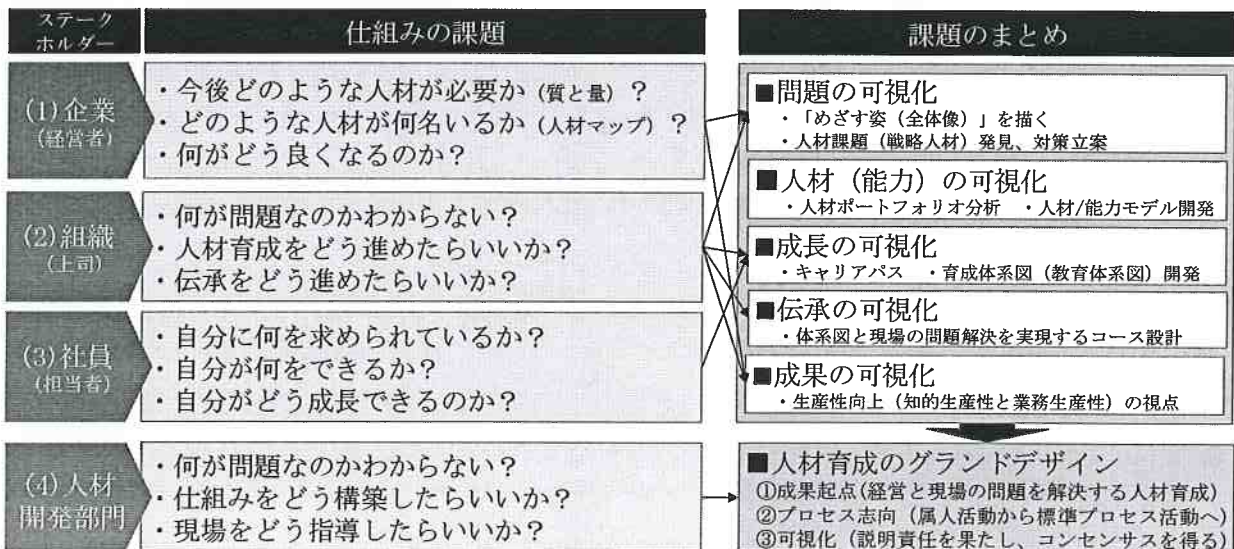 ステーク
ホルダー
仕組みの課題
課題のまとめ
(1)企業
(経営者)
・今後どのような人材が必要か（質と量）？
・どのような人材が何名いるか（人材マップ）？
・何がどう良くなるのか？
(2)組織
(上司)
・何が問題なのかわからない？
・人材育成をどう進めたらいいか？
・伝承をどう進めたらいいか？
(3)社員
(担当者)
・自分に何を求められているか？
・自分が何をできるか？
・自分がどう成長できるのか？
(4)人材
開発部門
・何が問題なのかわからない？
・仕組みをどう構築したらいいか？
・現場をどう指導したらいいか？
■問題の可視化
・「めざす姿（全体像）」を描く
・人材課題（戦略人材）発見、対策立案
■人材（能力）の可視化
・人材ポートフォリオ分析　・人材/能力モデル開発
■成長の可視化
・キャリアパス　・育成体系図（教育体系図）開発
■伝承の可視化
・体系図と現場の問題解決を実現するコース設計
■成果の可視化
・生産性向上（知的生産性と業務生産性）の視点
■人材育成のグランドデザイン
①成果起点(経営と現場の問題を解決する人材育成)
②プロセス志向（属人活動から標準プロセス活動へ）
③可視化（説明責任を果たし、コンセンサスを得る）